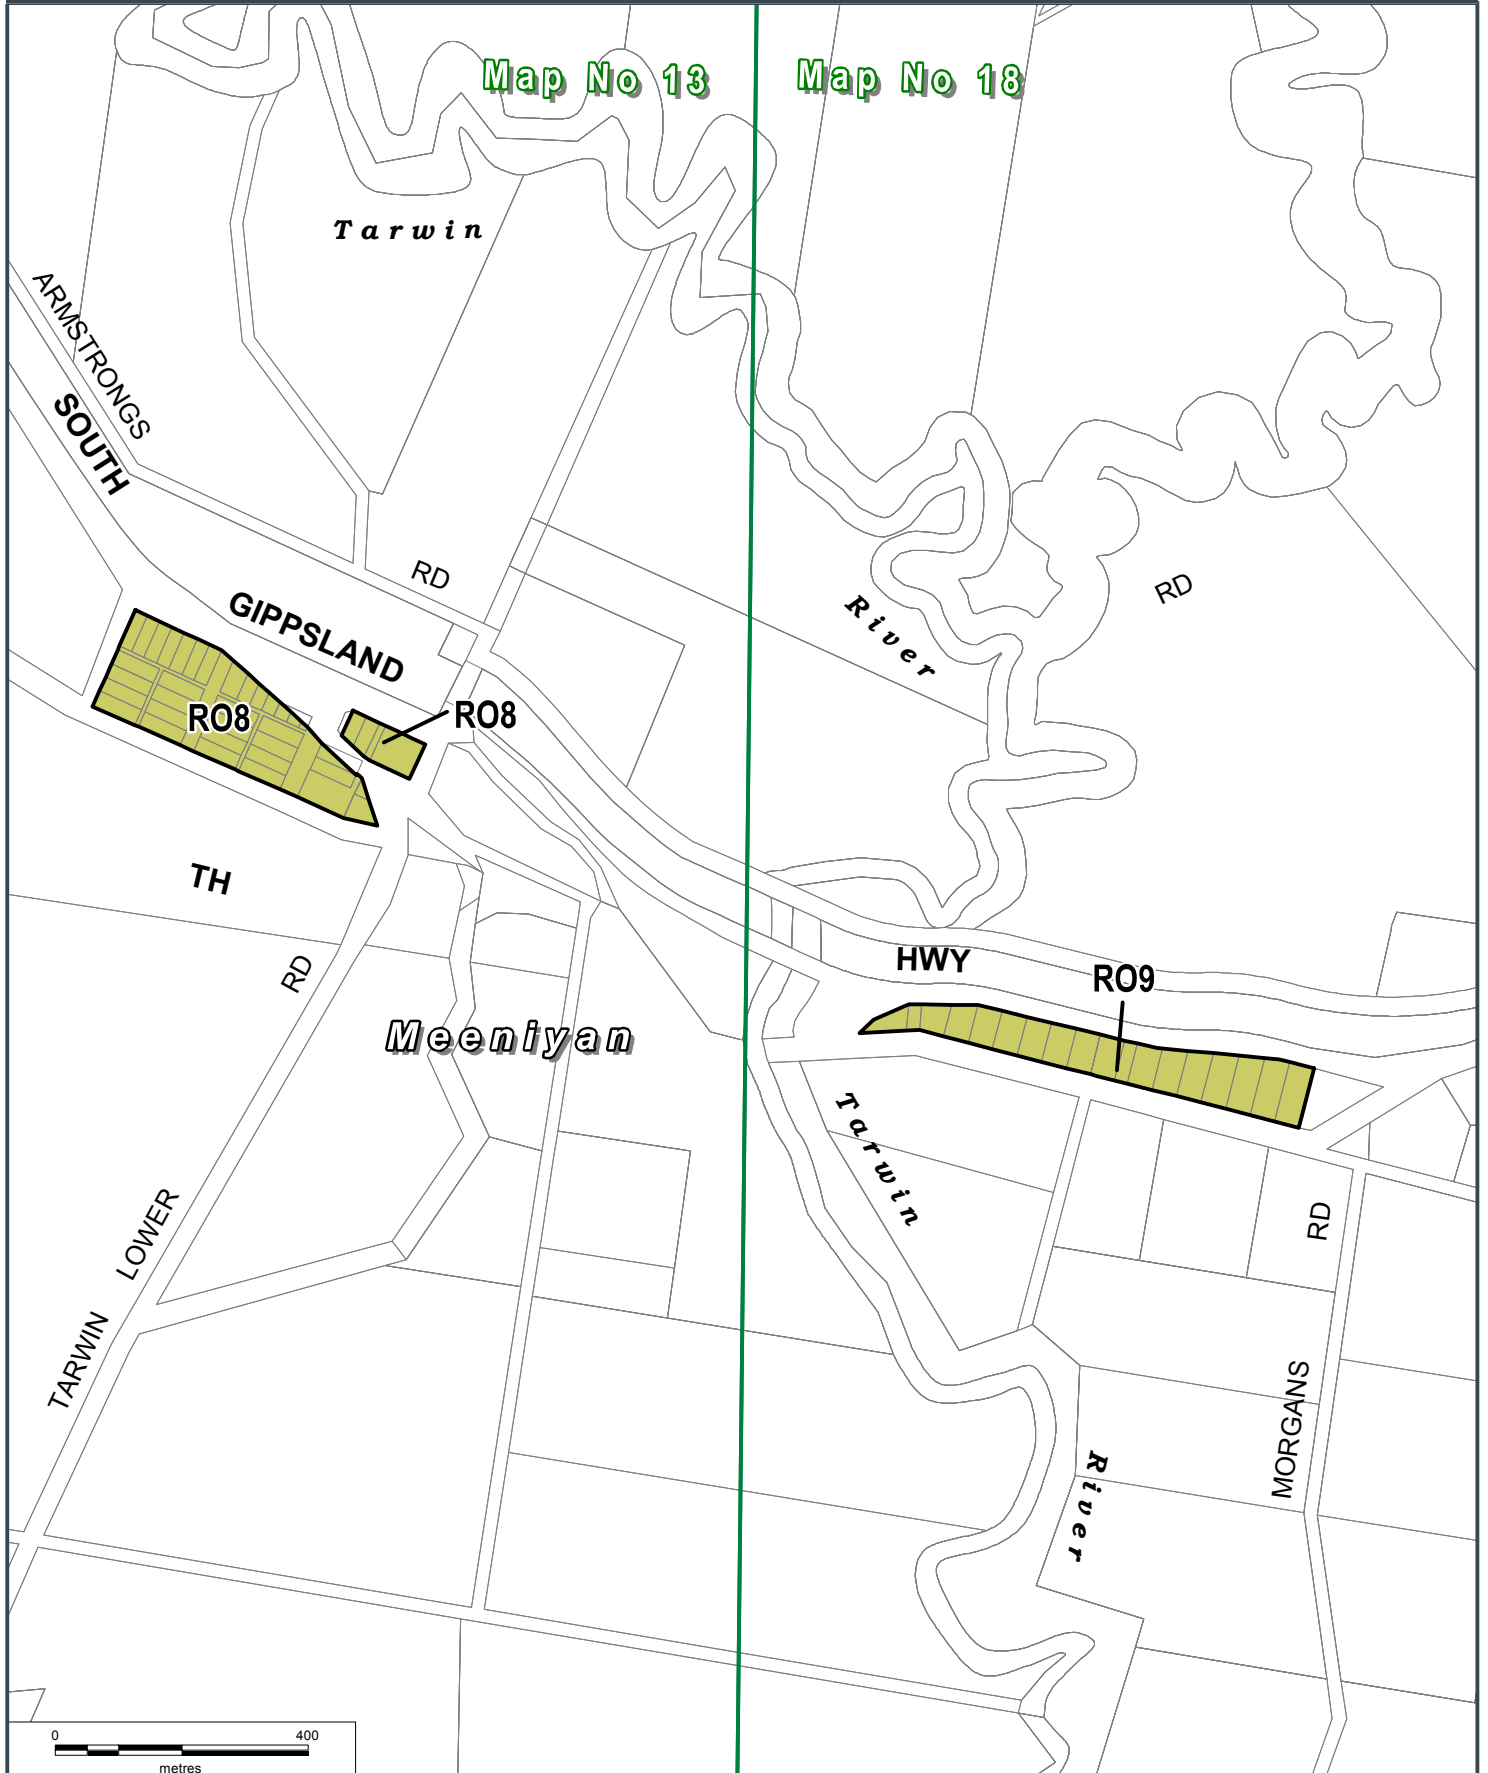 Map No 13
Map No 18
Tarwin
ARMSTRONGS
SOUTH
RD
RD
GIPPSLAND
River
RO8
RO8
TH
HWY
RD
RO9
Meeniyan
Tarwin
LOWER
RD
TARWIN
MORGANS
River
0 400
metres